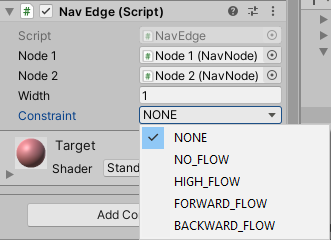 Nav Edge (Script)
Script NavEdge
Node 1 Node 1 (NavNode)
Node 2 Node 2 (NavNode)
Width 1
Constraint NONE
NONE
NO_FLOW
HIGH_FLOW
FORWARD_FLOW
BACKWARD_FLOW
Target
Shader Stand
Add Co